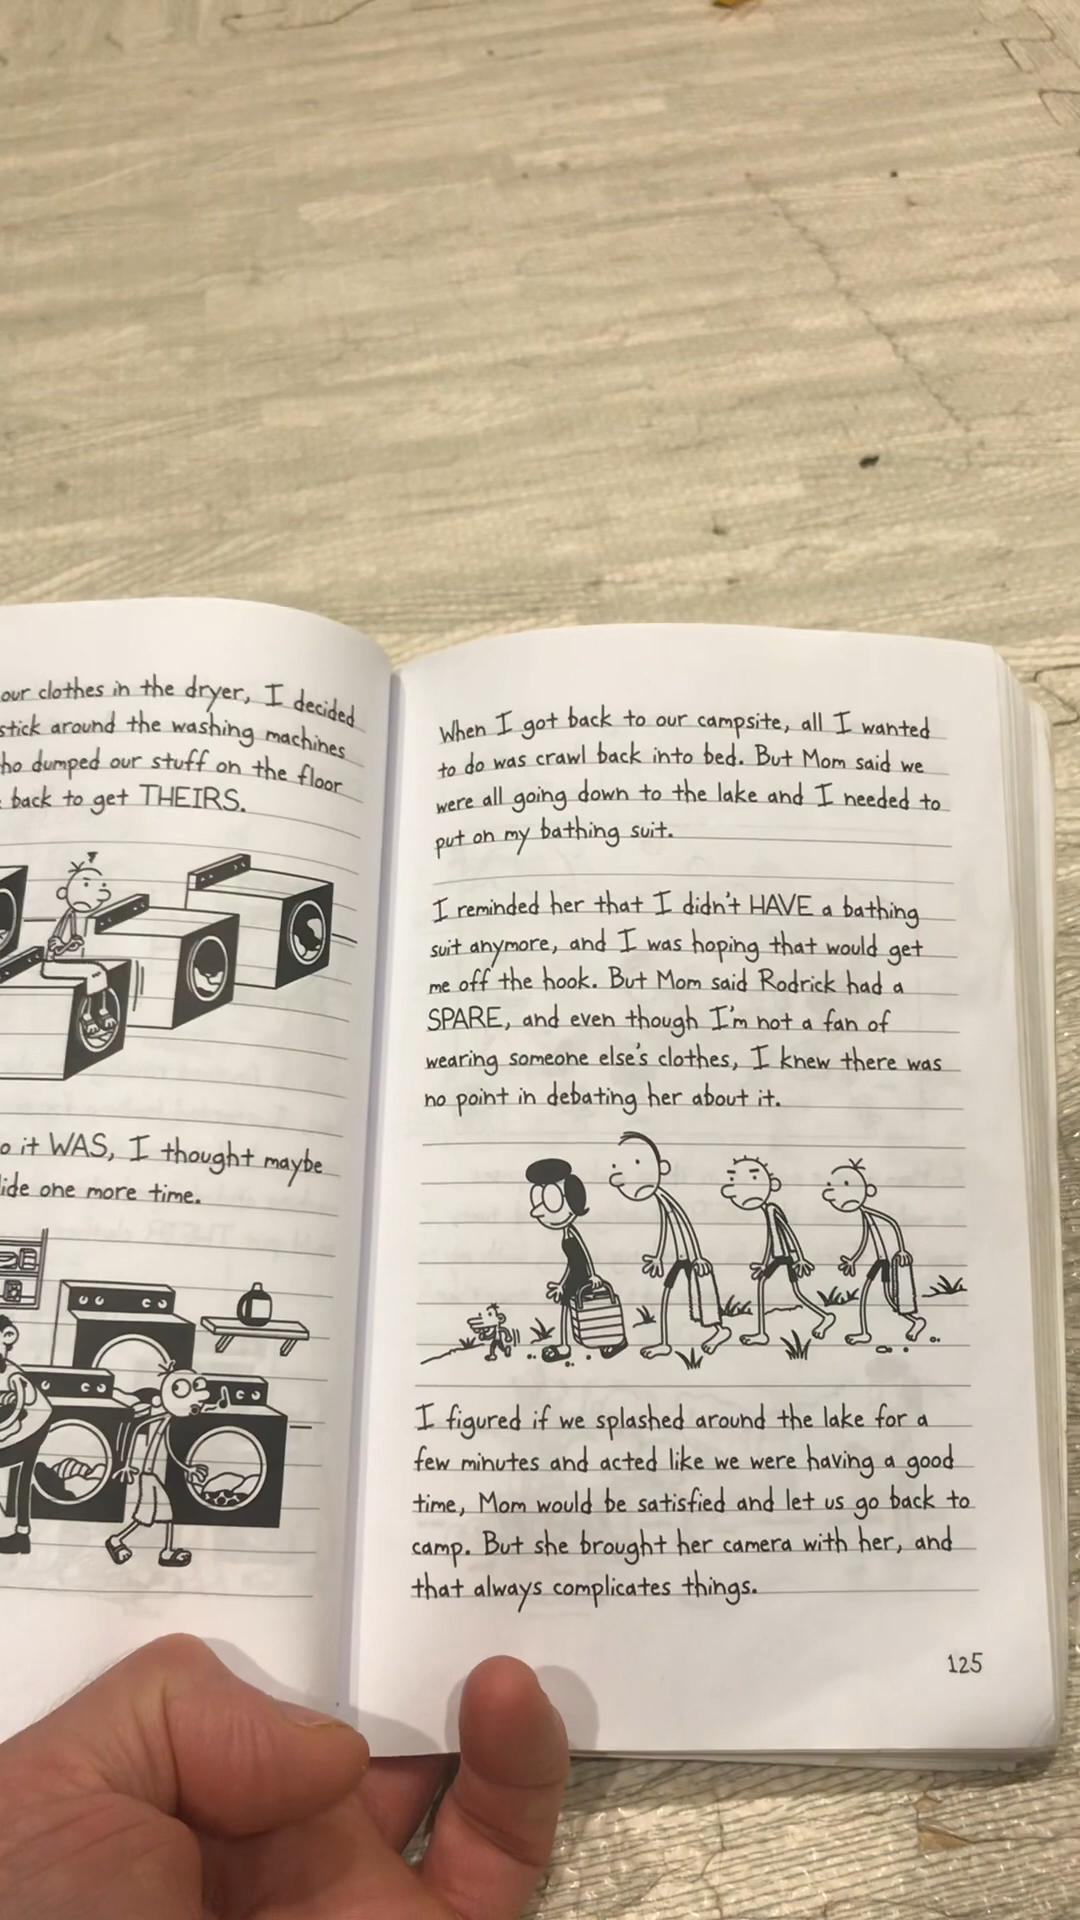 our clothes in the dryer, I decided
stick around the washing machines
ho dumped our stuff on the floor
back to get THEIRS.
o it WAS, I thought maybe
ide one more time.
When I got back to our campsite, all I wanted
to do was crawl back into bed. But Mom said we
were all going down to the lake and I needed to
put on my bathing suit.
I reminded her that I didn't HAVE a bathing
suit anymore, and I was hoping that would get
me off the hook. But Mom said Rodrick had a
SPARE, and even though I'm not a fan of
wearing someone else's clothes, I knew there was
no point in debating her about it.
I figured if we splashed around the lake for a
few minutes and acted like we were having a good
time, Mom would be satisfied and let us go back to
camp. But she brought her camera with her, and
that always complicates things.
125